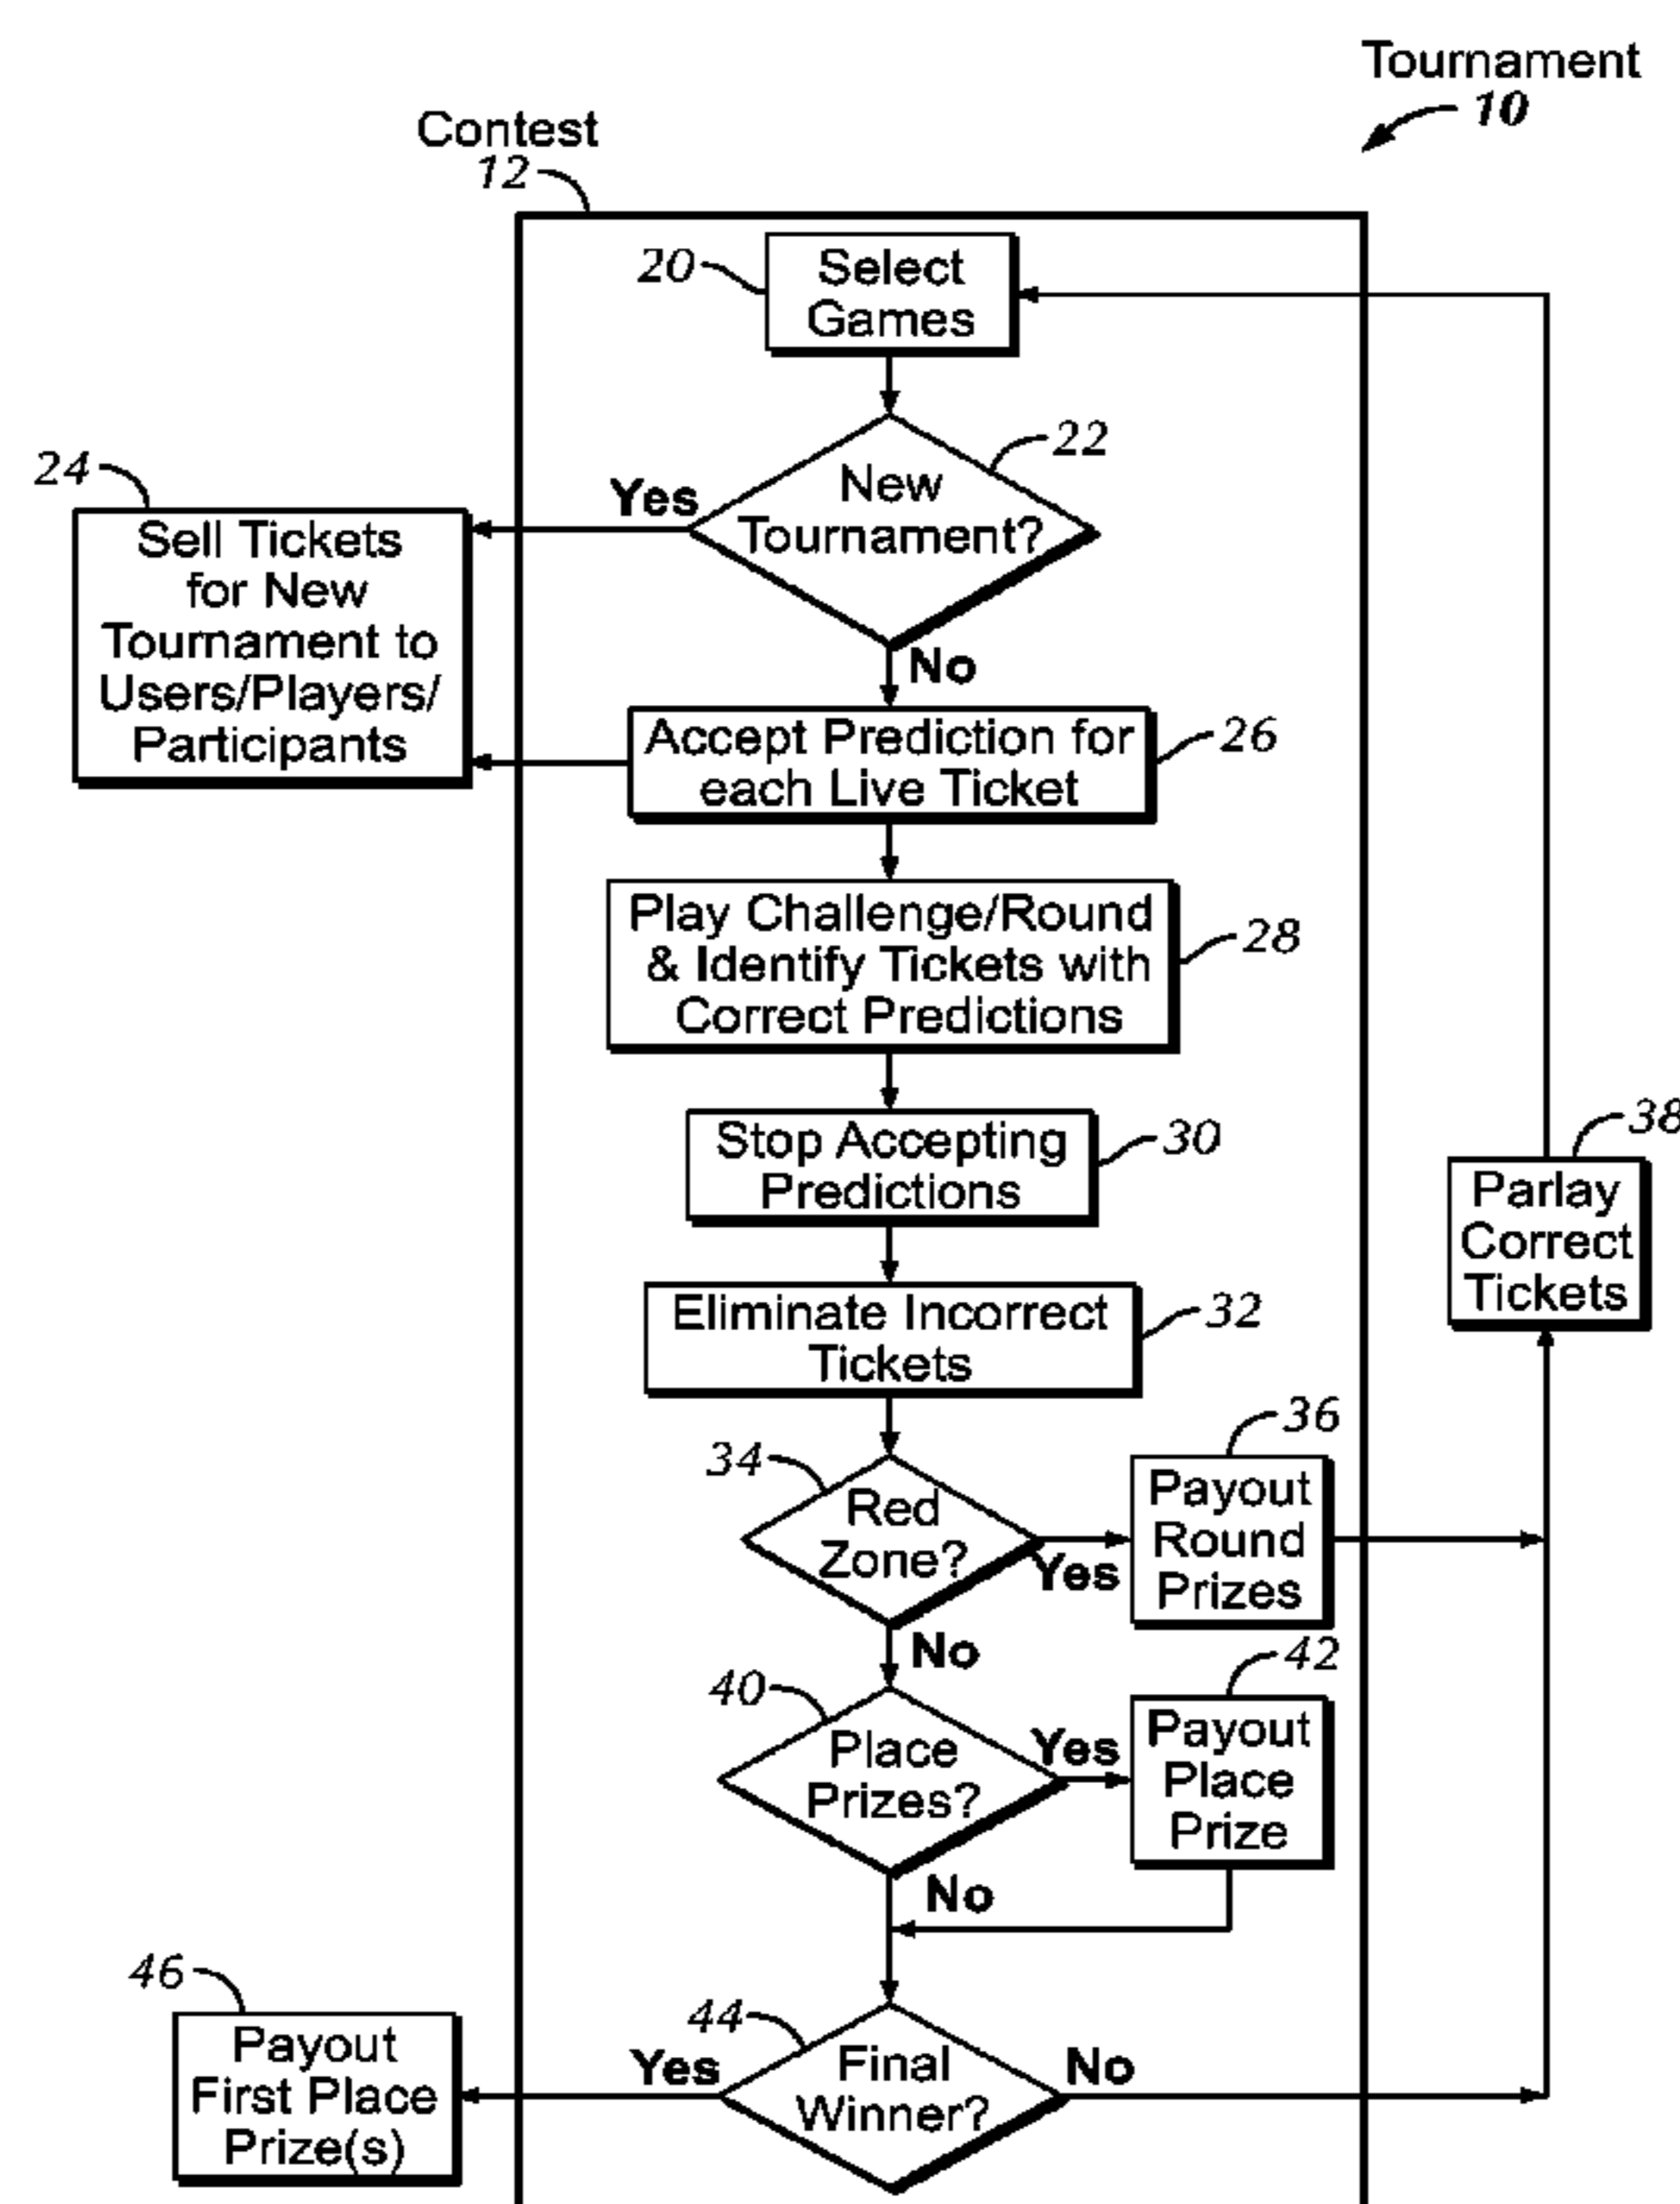 Tournament
10
Contest
12
20
Select
Games
22
New
Tournament?
Yes
No
24
Sell Tickets
for New
Tournament to
Users/Players/
Participants
Accept Prediction for
each Live Ticket
26
Play Challenge/Round
& Identify Tickets with
Correct Predictions
28
Stop Accepting
Predictions
30
38
Parlay
Correct
Tickets
Eliminate Incorrect
Tickets
32
34
Red
Zone?
Yes
No
36
Payout
Round
Prizes
40
Place
Prizes?
Yes
No
42
Payout
Place
Prize
44
Final
Winner?
Yes
No
46
Payout
First Place
Prize(s)